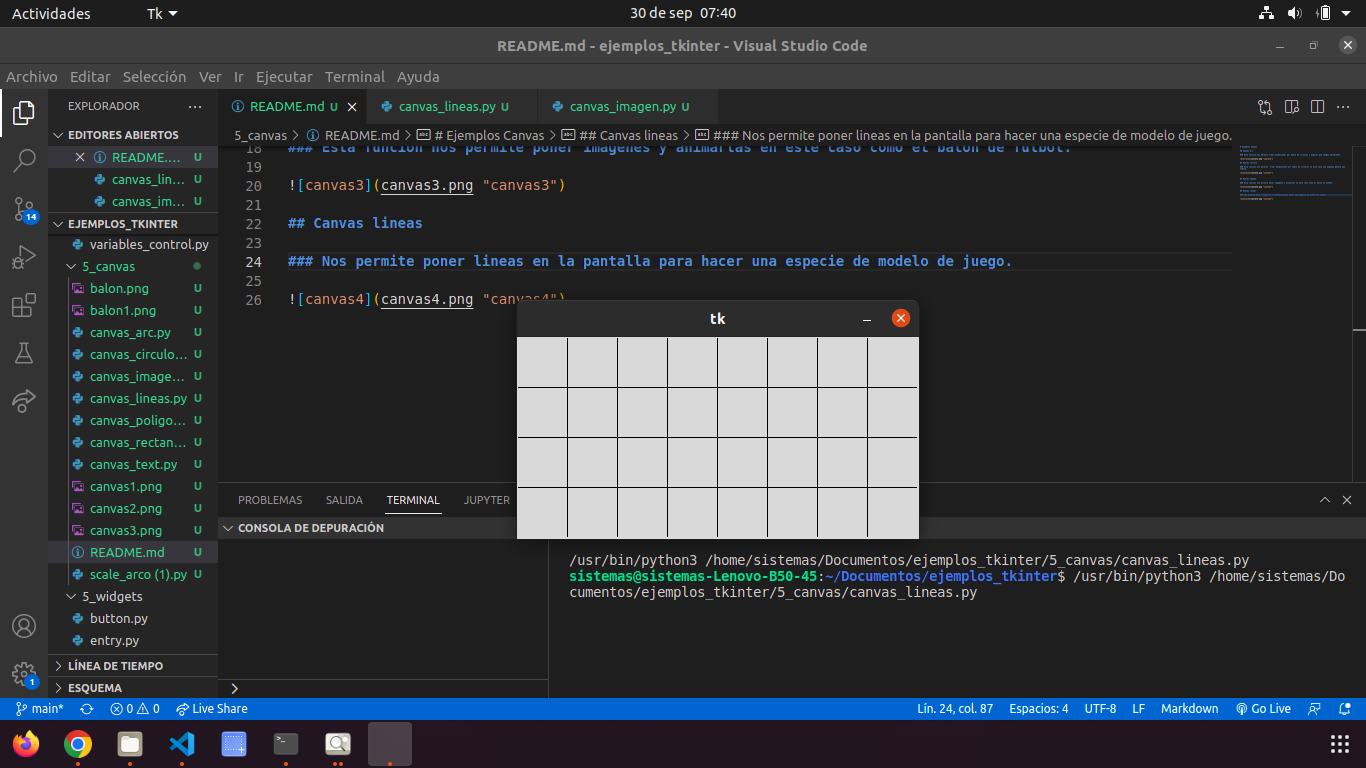 Actividades Tk 30 de sep 07:40
README.md - ejemplos_tkinter - Visual Studio Code
Archivo Editar Selección Ver Ir Ejecutar Terminal Ayuda
EXPLORADOR ···
README.md U
canvas_lineas.py U
canvas_imagen.py U
5_canvas > README.md > # Ejemplos Canvas > ## Canvas lineas > ### Nos permite poner lineas en la pantalla para hacer una especie de modelo de juego.
EDITORES ABIERTOS
README.... U
canvas_lin... U
canvas_im... U
EJEMPLOS_TKINTER
variables_control.py
5_canvas
balon.png U
balon1.png U
canvas_arc.py U
canvas_circulo... U
canvas_image... U
canvas_lineas.py U
canvas_poligo... U
canvas_rectan... U
canvas_text.py U
canvas1.png U
canvas2.png U
canvas3.png U
README.md U
scale_arco (1).py U
5_widgets
button.py
entry.py
LÍNEA DE TIEMPO
ESQUEMA
14
1
18 ### Esta funcion nos permite poner imagenes y animarlas en este caso como el balon de futbol.
19
20 ![canvas3](canvas3.png "canvas3")
21
22 ## Canvas lineas
23
24 ### Nos permite poner lineas en la pantalla para hacer una especie de modelo de juego.
25
26 ![canvas4](canvas4.png "canvas4")
tk
PROBLEMAS SALIDA TERMINAL JUPYTER
CONSOLA DE DEPURACIÓN
/usr/bin/python3 /home/sistemas/Documentos/ejemplos_tkinter/5_canvas/canvas_lineas.py
sistemas@sistemas-Lenovo-B50-45:~/Documentos/ejemplos_tkinter$ /usr/bin/python3 /home/sistemas/Do
cumentos/ejemplos_tkinter/5_canvas/canvas_lineas.py
main* 0 0 Live Share Lín. 24, col. 87 Espacios: 4 UTF-8 LF Markdown Go Live